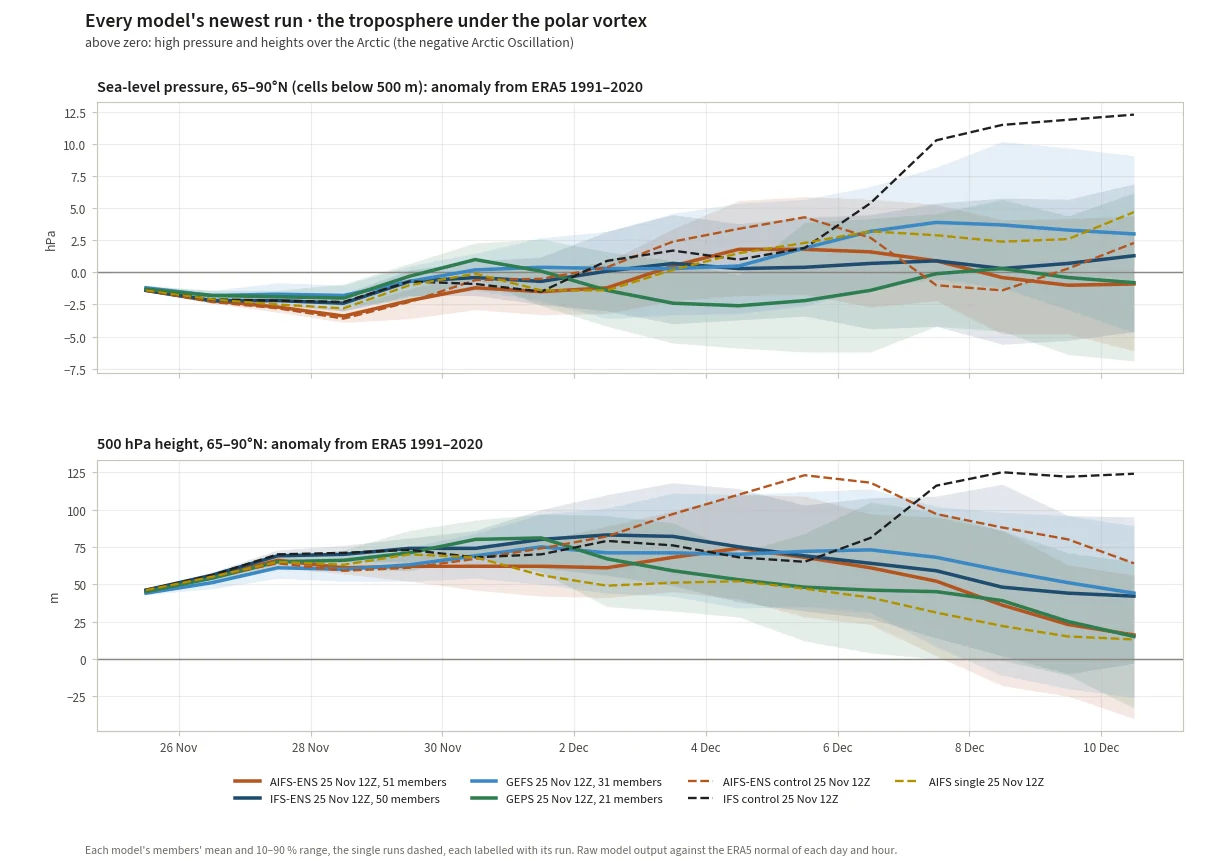 Every model's newest run · the troposphere under the polar vortex
above zero: high pressure and heights over the Arctic (the negative Arctic Oscillation)
Sea-level pressure, 65–90°N (cells below 500 m): anomaly from ERA5 1991–2020
12.5
10.0
7.5
5.0
2.5
0.0
−2.5
−5.0
−7.5
hPa
500 hPa height, 65–90°N: anomaly from ERA5 1991–2020
125
100
75
50
25
0
−25
m
26 Nov 28 Nov 30 Nov 2 Dec 4 Dec 6 Dec 8 Dec 10 Dec
AIFS-ENS 25 Nov 12Z, 51 members GEFS 25 Nov 12Z, 31 members AIFS-ENS control 25 Nov 12Z AIFS single 25 Nov 12Z
IFS-ENS 25 Nov 12Z, 50 members GEPS 25 Nov 12Z, 21 members IFS control 25 Nov 12Z
Each model's members' mean and 10–90 % range, the single runs dashed, each labelled with its run. Raw model output against the ERA5 normal of each day and hour.